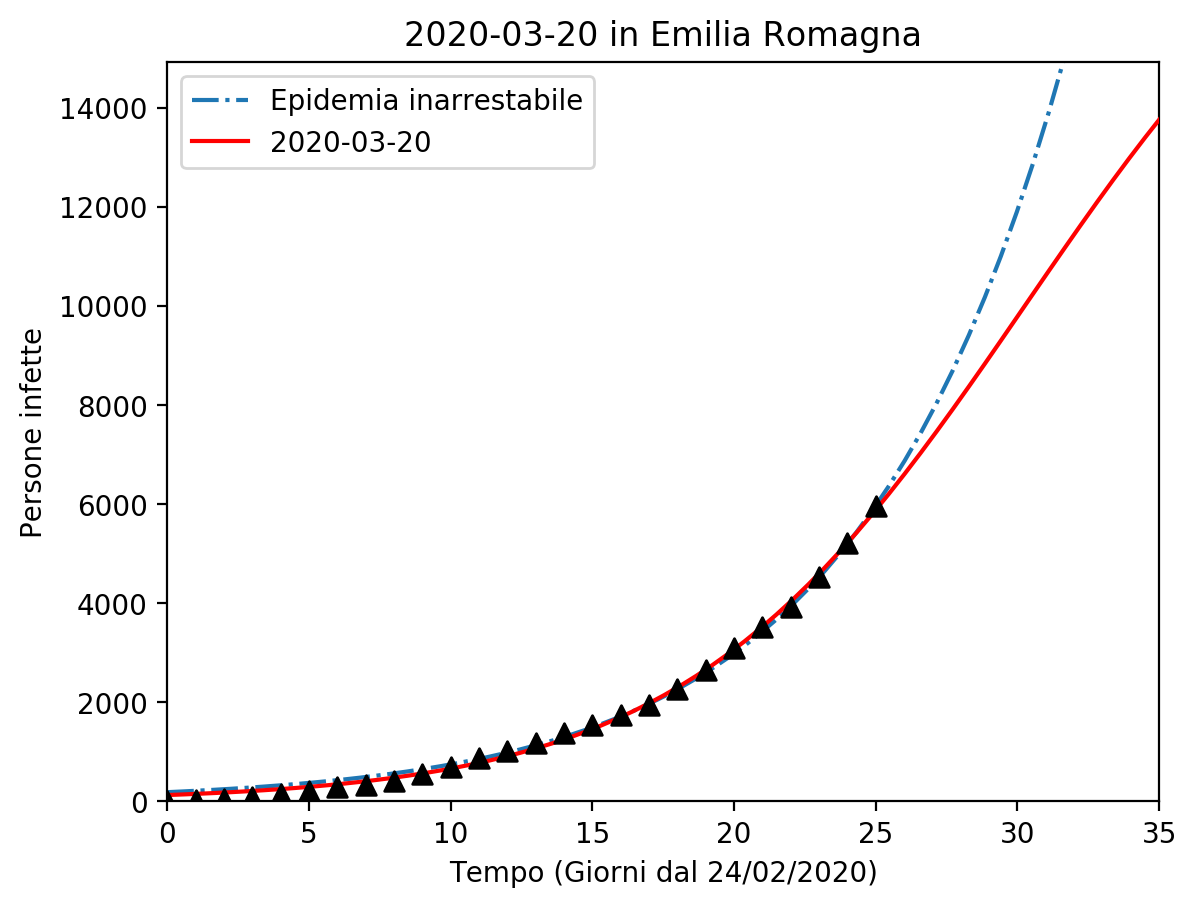 2020-03-20 in Emilia Romagna
Epidemia inarrestabile
2020-03-20
14000
12000
10000
8000
6000
4000
2000
0
Persone infette
0 5 10 15 20 25 30 35
Tempo (Giorni dal 24/02/2020)